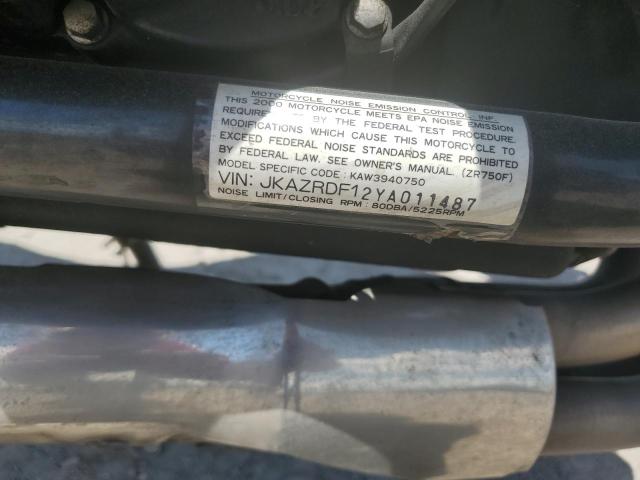 MOTORCYCLE NOISE EMISSION CONTROL INF.
THIS 2000 MOTORCYCLE MEETS EPA NOISE EMISSION
REQUIRE BY THE FEDERAL TEST PROCEDURE.
MODIFICATIONS WHICH CAUSE THIS MOTORCYCLE TO
EXCEED FEDERAL NOISE STANDARDS ARE PROHIBITED
BY FEDERAL LAW. SEE OWNER'S MANUAL. (ZR750F)
MODEL SPECIFIC CODE : KAW3940750
VIN: JKAZRDF12YA011487
NOISE LIMIT/CLOSING RPM : 80DBA/5225RPM